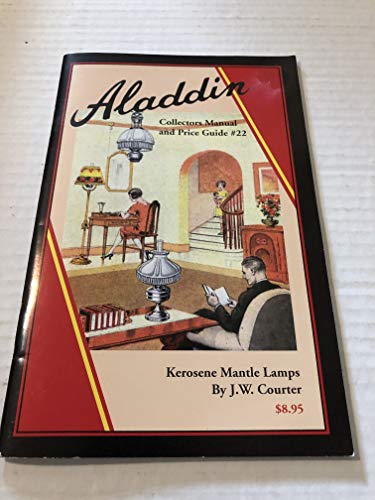 Aladdin
Collectors Manual
and Price Guide #22
Kerosene Mantle Lamps
By J.W. Courter
$8.95